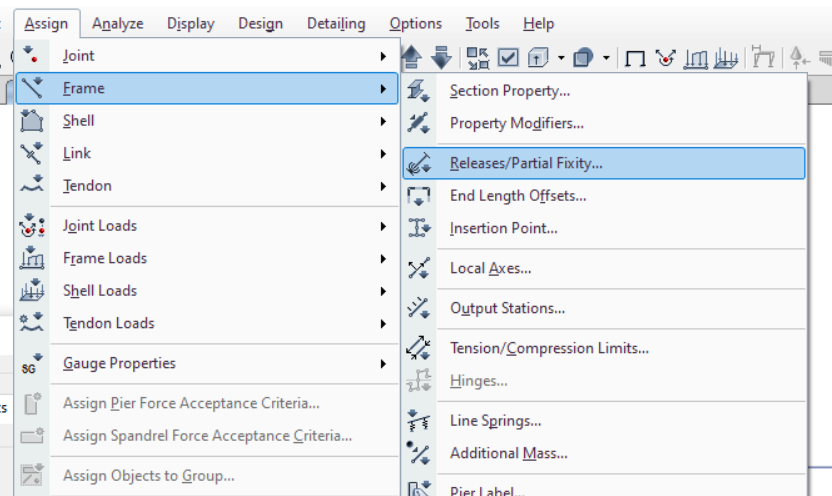 Assign Analyze Display Design Detailing Options Tools Help
Joint
Frame
Shell
Link
Tendon
Joint Loads
Frame Loads
Shell Loads
Tendon Loads
SG Gauge Properties
Assign Pier Force Acceptance Criteria...
Assign Spandrel Force Acceptance Criteria...
Assign Objects to Group...
Section Property...
Property Modifiers...
Releases/Partial Fixity...
End Length Offsets...
Insertion Point...
Local Axes...
Output Stations...
Tension/Compression Limits...
Hinges...
Line Springs...
Additional Mass...
Pier Label...